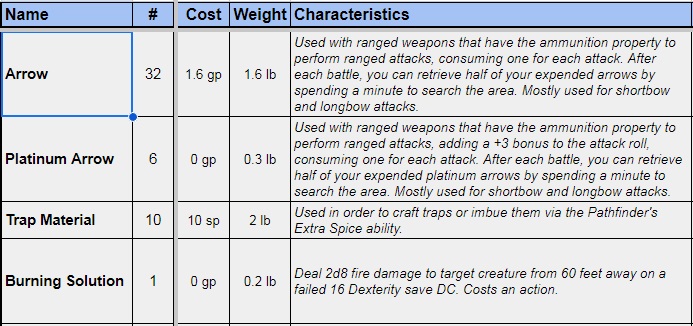 Name # Cost Weight Characteristics
Arrow 32 1.6 gp 1.6 lb
Used with ranged weapons that have the ammunition property to
perform ranged attacks, consuming one for each attack. After
each battle, you can retrieve half of your expended arrows by
spending a minute to search the area. Mostly used for shortbow
and longbow attacks.
Platinum Arrow 6 0 gp 0.3 lb
Used with ranged weapons that have the ammunition property to
perform ranged attacks, adding a +3 bonus to the attack roll,
consuming one for each attack. After each battle, you can retrieve
half of your expended platinum arrows by spending a minute to
search the area. Mostly used for shortbow and longbow attacks.
Trap Material 10 10 sp 2 lb
Used in order to craft traps or imbue them via the Pathfinder's
Extra Spice ability.
Burning Solution 1 0 gp 0.2 lb
Deal 2d8 fire damage to target creature from 60 feet away on a
failed 16 Dexterity save DC. Costs an action.